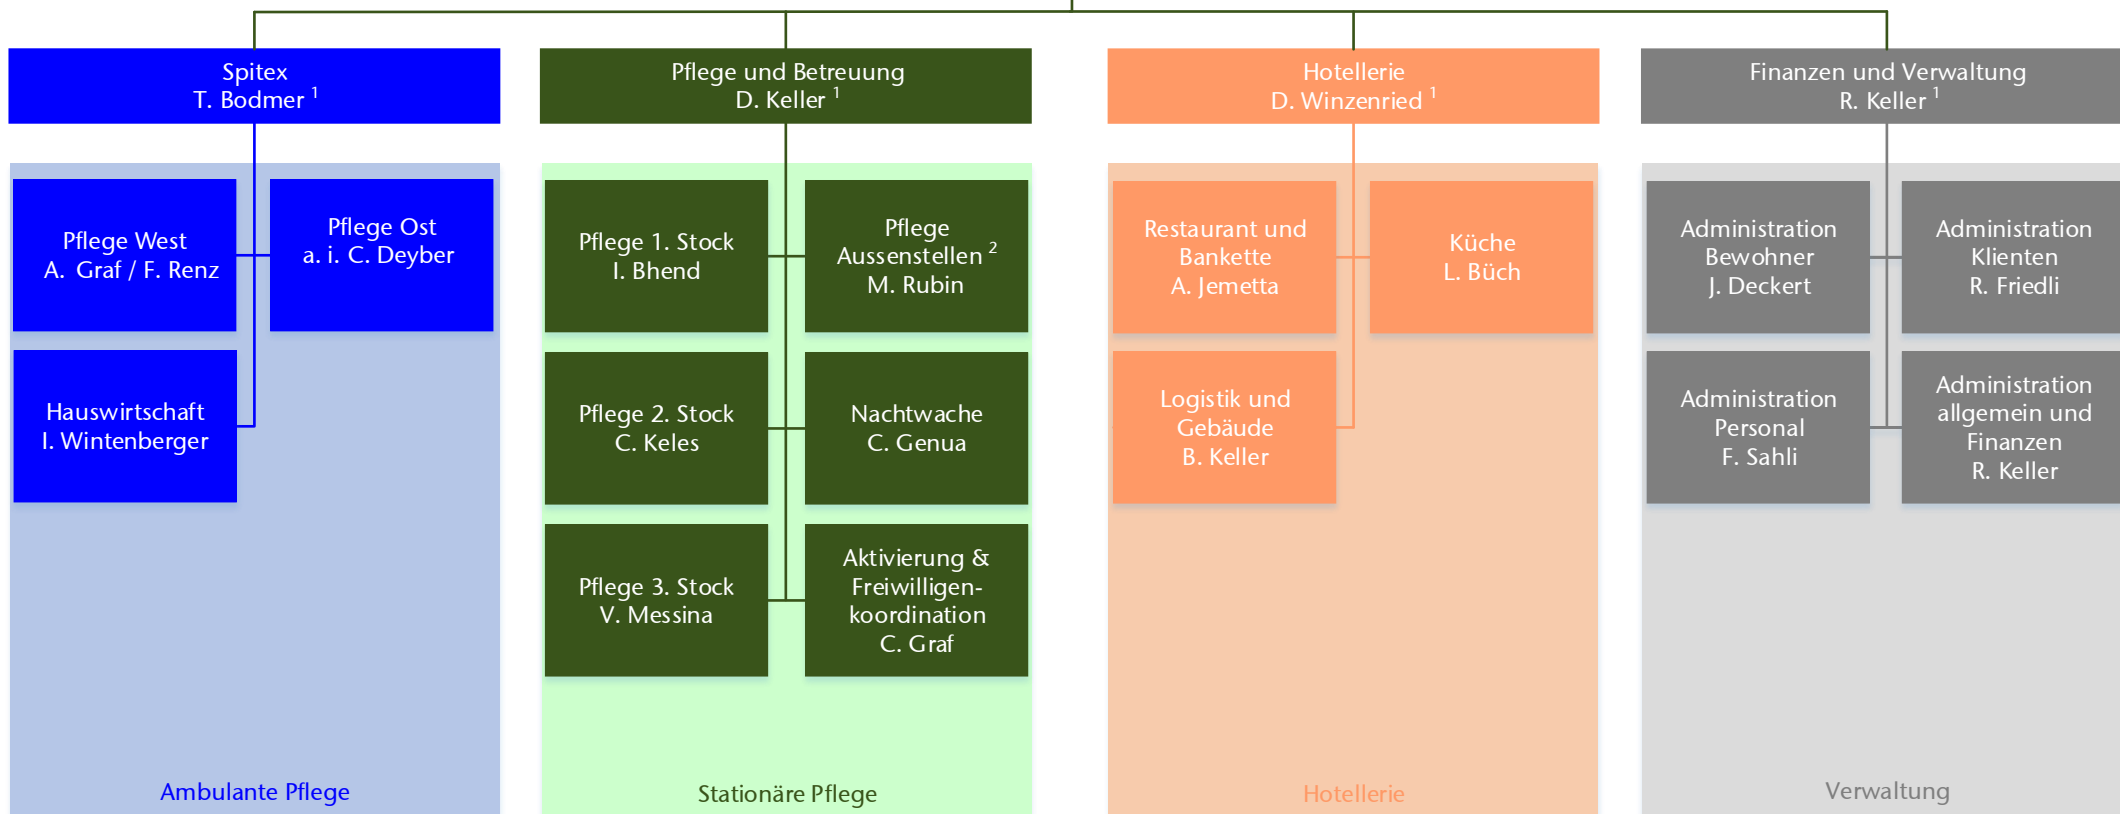 Spitex
T. Bodmer ¹
Pflege West
A. Graf / F. Renz
Pflege Ost
a. i. C. Deyber
Hauswirtschaft
I. Wintenberger
Ambulante Pflege
Pflege und Betreuung
D. Keller ¹
Pflege 1. Stock
I. Bhend
Pflege
Aussenstellen ²
M. Rubin
Pflege 2. Stock
C. Keles
Nachtwache
C. Genua
Pflege 3. Stock
V. Messina
Aktivierung &
Freiwilligen-
koordination
C. Graf
Stationäre Pflege
Hotellerie
D. Winzenried ¹
Restaurant und
Bankette
A. Jemetta
Küche
L. Büch
Logistik und
Gebäude
B. Keller
Hotellerie
Finanzen und Verwaltung
R. Keller ¹
Administration
Bewohner
J. Deckert
Administration
Klienten
R. Friedli
Administration
Personal
F. Sahli
Administration
allgemein und
Finanzen
R. Keller
Verwaltung